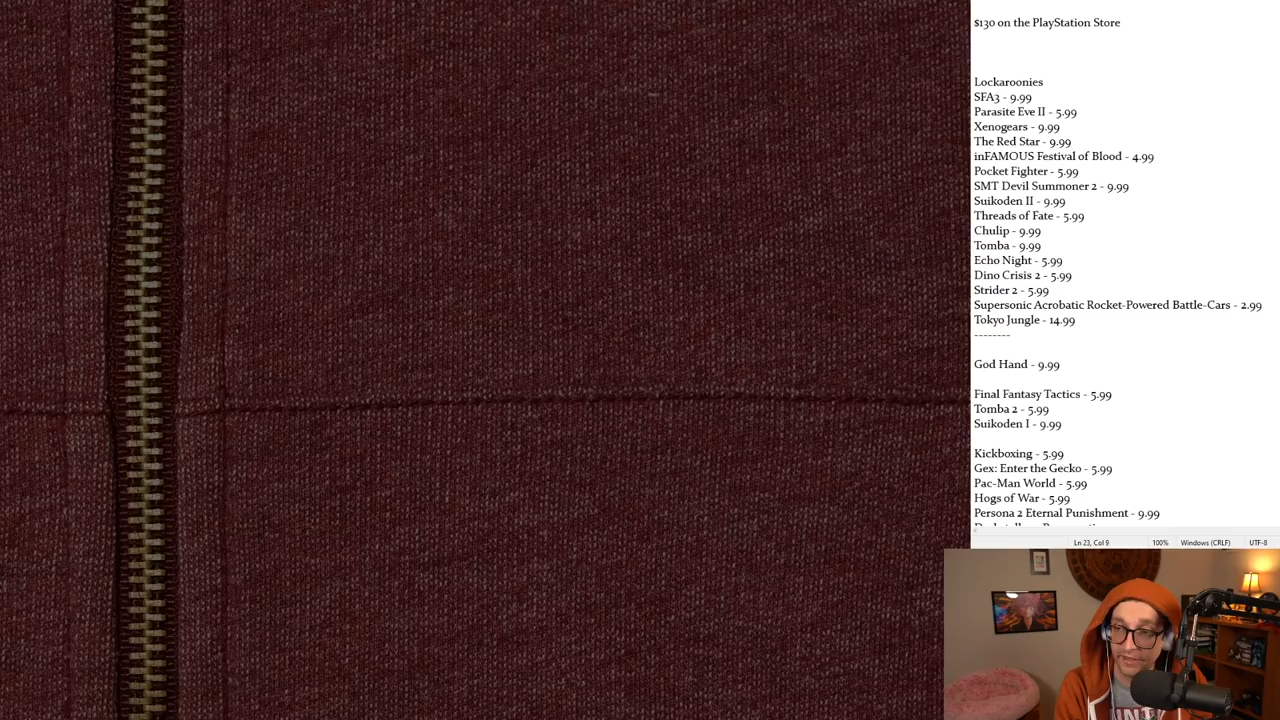 $130 on the PlayStation Store
Lockaroonies
SFA3 - 9.99
Parasite Eve II - 5.99
Xenogears - 9.99
The Red Star - 9.99
inFAMOUS Festival of Blood - 4.99
Pocket Fighter - 5.99
SMT Devil Summoner 2 - 9.99
Suikoden II - 9.99
Threads of Fate - 5.99
Chulip - 9.99
Tomba - 9.99
Echo Night - 5.99
Dino Crisis 2 - 5.99
Strider 2 - 5.99
Supersonic Acrobatic Rocket-Powered Battle-Cars - 2.99
Tokyo Jungle - 14.99
--------
God Hand - 9.99
Final Fantasy Tactics - 5.99
Tomba 2 - 5.99
Suikoden I - 9.99
Kickboxing - 5.99
Gex: Enter the Gecko - 5.99
Pac-Man World - 5.99
Hogs of War - 5.99
Persona 2 Eternal Punishment - 9.99
Ln 23, Col 9 100% Windows (CRLF) UTF-8